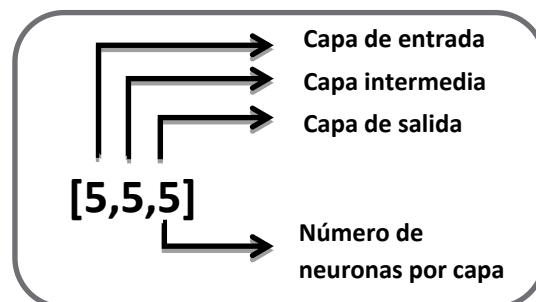 Capa de entrada
Capa intermedia
Capa de salida
[5,5,5]
Número de
neuronas por capa